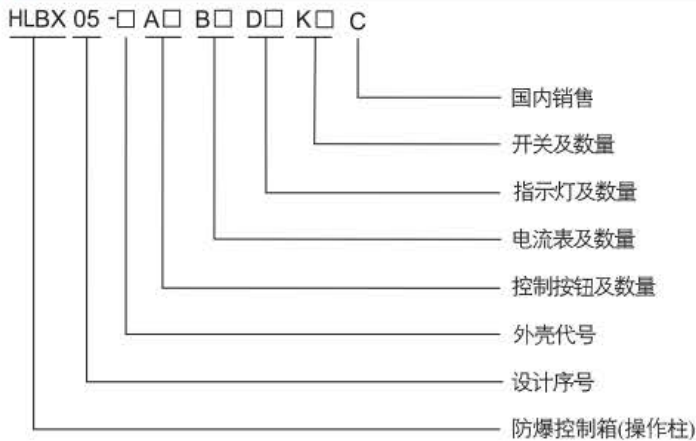 HLBX 05 -□ A□ B□ D□ K□ C
国内销售
开关及数量
指示灯及数量
电流表及数量
控制按钮及数量
外壳代号
设计序号
防爆控制箱(操作柱)